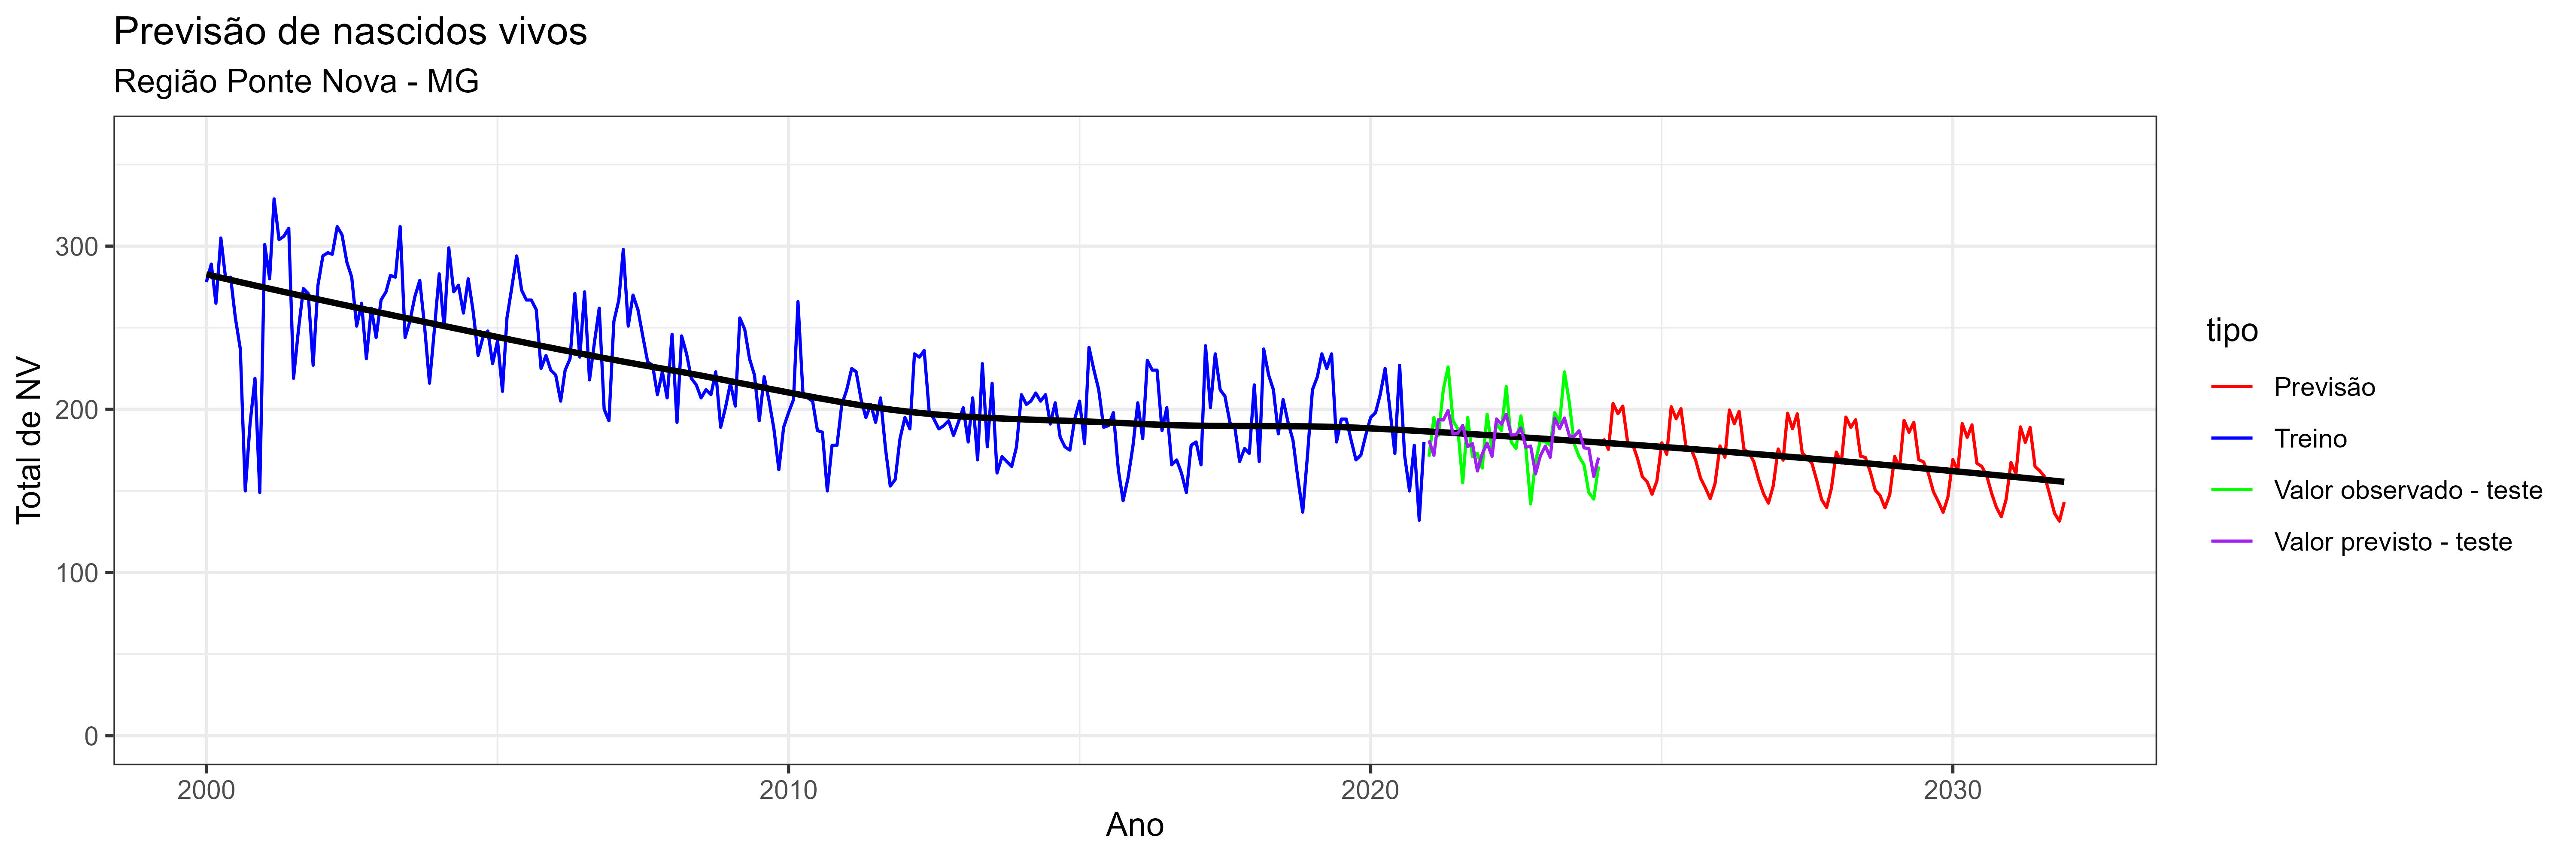 Previsão de nascidos vivos
Região Ponte Nova - MG
Total de NV
300
200
100
0
2000
2010
2020
2030
Ano
tipo
Previsão
Treino
Valor observado - teste
Valor previsto - teste